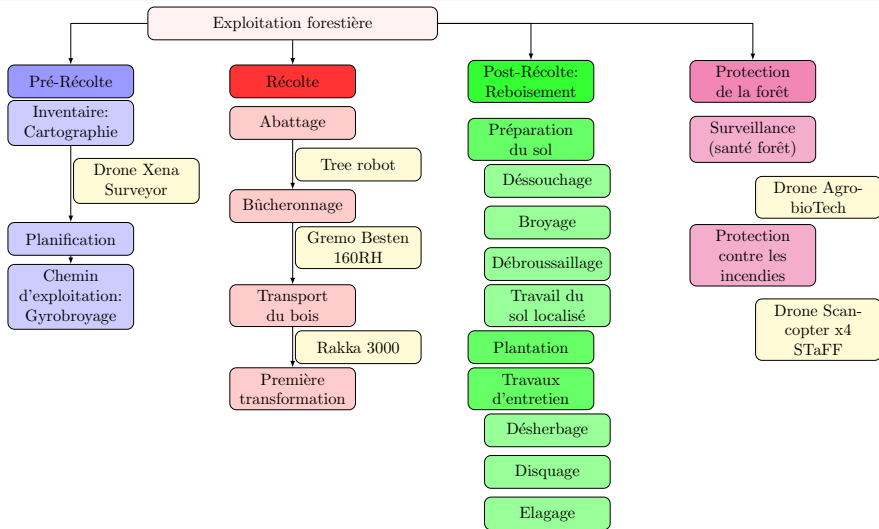 Exploitation forestière
Pré-Récolte
Inventaire:
Cartographie
Drone Xena
Surveyor
Planification
Chemin
d'exploitation:
Gyrobroyage
Récolte
Abattage
Tree robot
Bûcheronnage
Gremo Besten
160RH
Transport
du bois
Rakka 3000
Première
transformation
Post-Récolte:
Reboisement
Préparation
du sol
Déssouchage
Broyage
Débroussaillage
Travail du
sol localisé
Plantation
Travaux
d'entretien
Désherbage
Disquage
Elagage
Protection
de la forêt
Surveillance
(santé forêt)
Drone Agro-
bioTech
Protection
contre les
incendies
Drone Scan-
copter x4
STaFF